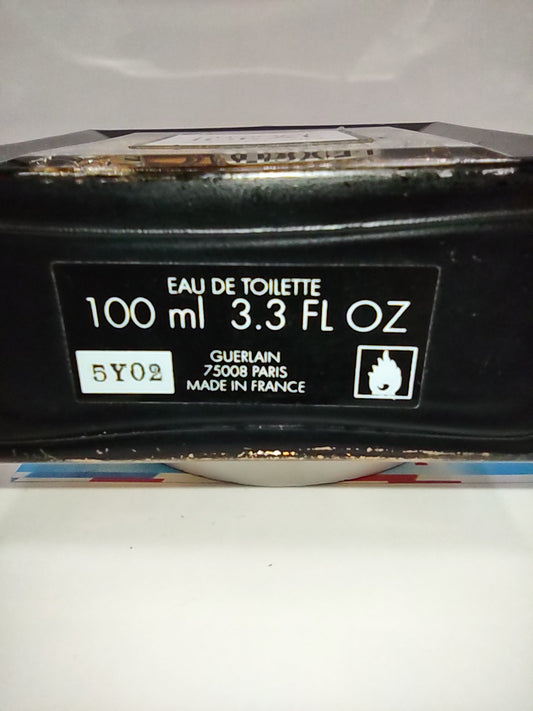 EAU DE TOILETTE
100 ml 3.3 FL OZ
5Y02
GUERLAIN
75008 PARIS
MADE IN FRANCE